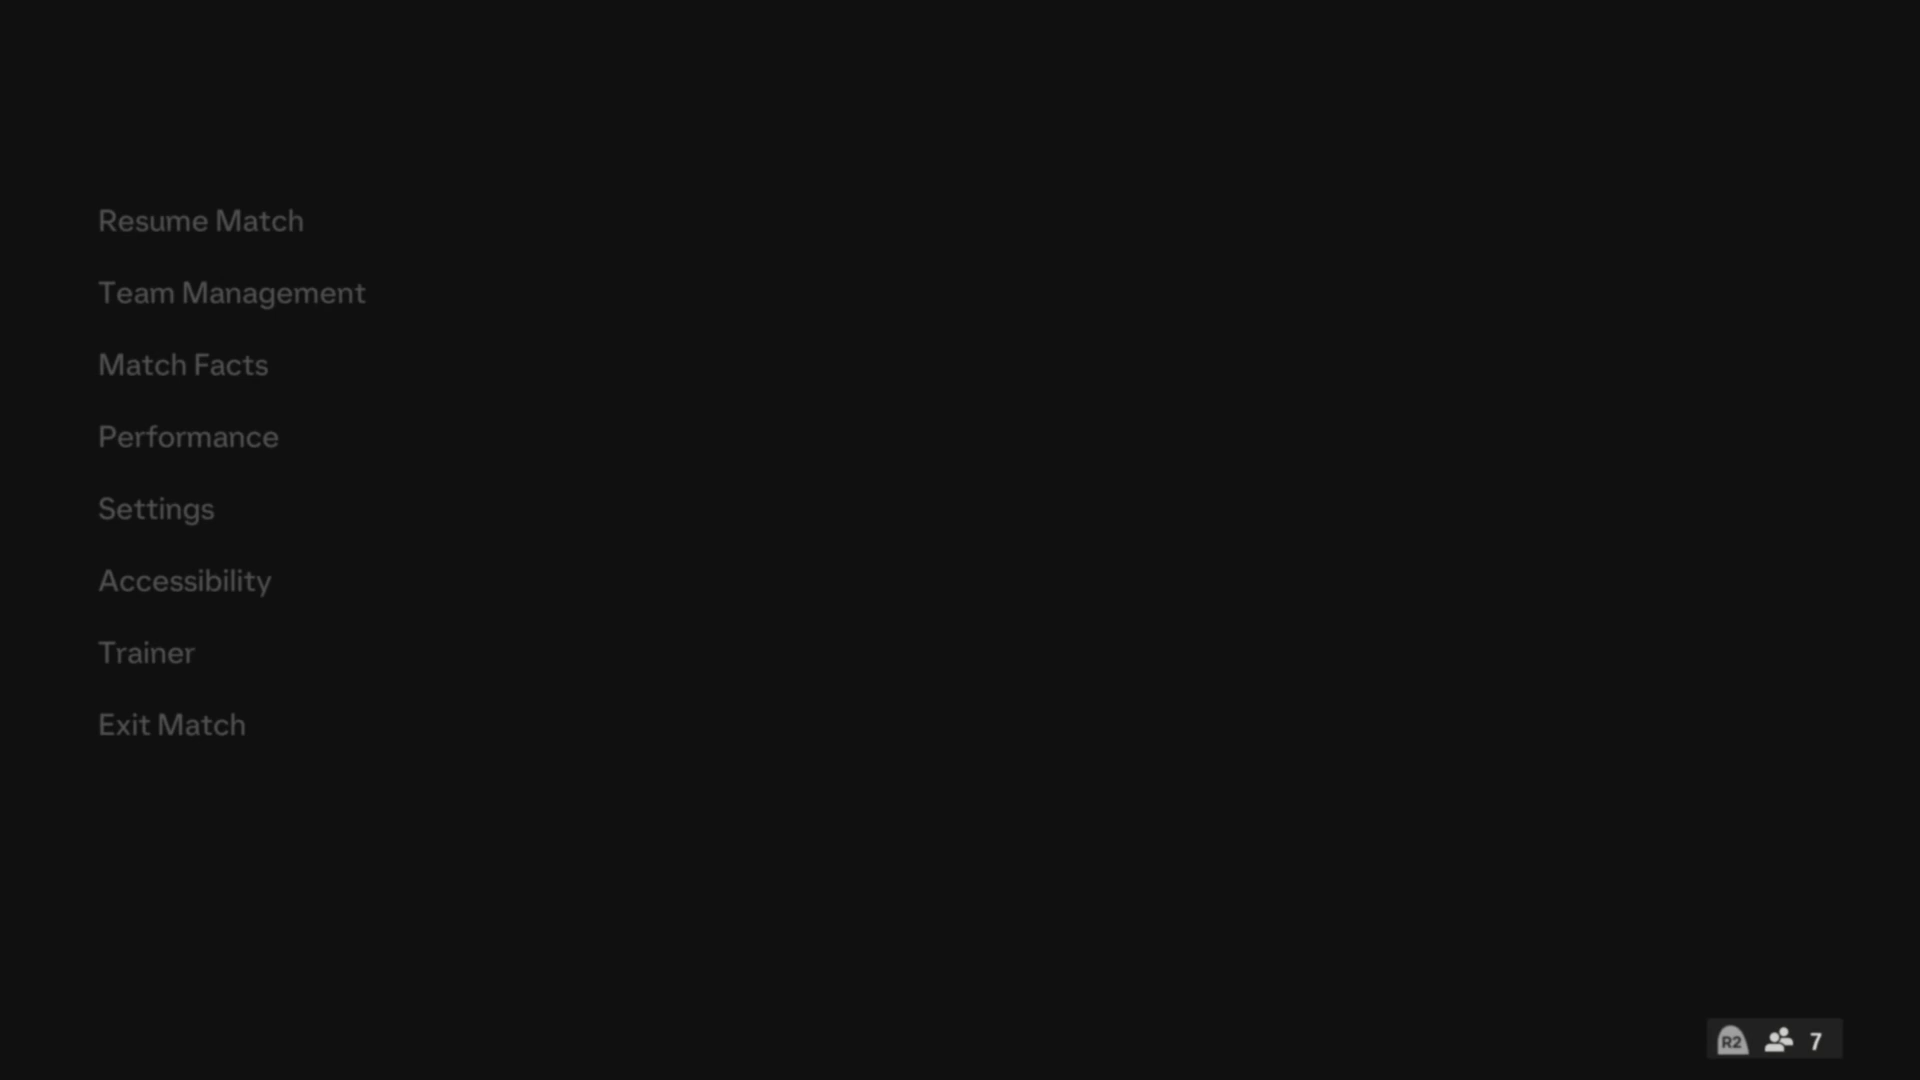 Resume Match
Team Management
Match Facts
Performance
Settings
Accessibility
Trainer
Exit Match
R2 7